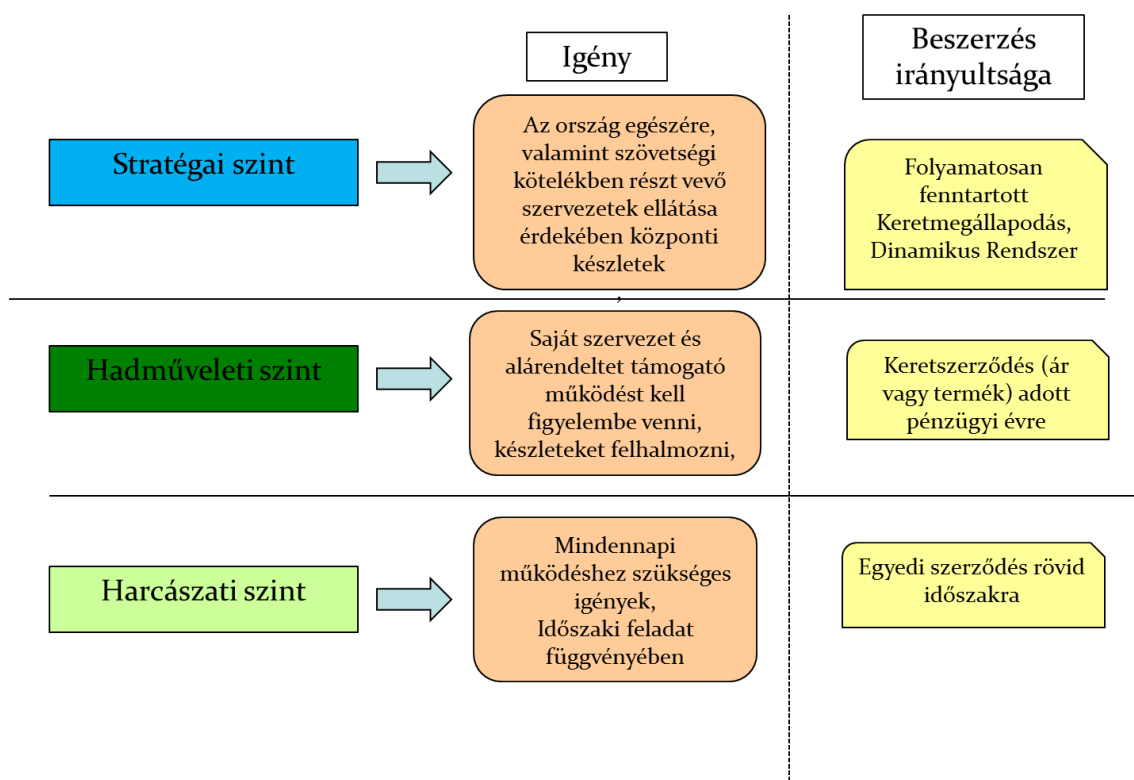 Igény
Beszerzés
irányultsága
Stratégai szint
Az ország egészére,
valamint szövetségi
kötelékben részt vevő
szervezetek ellátása
érdekében központi
készletek
Folyamatosan
fenntartott
Keretmegállapodás,
Dinamikus Rendszer
,
Hadműveleti szint
Saját szervezet és
alárendeltet támogató
működést kell
figyelembe venni,
készleteket felhalmozni,
Keretszerződés (ár
vagy termék) adott
pénzügyi évre
Harcászati szint
Mindennapi
működéshez szükséges
igények,
Időszaki feladat
függvényében
Egyedi szerződés rövid
időszakra